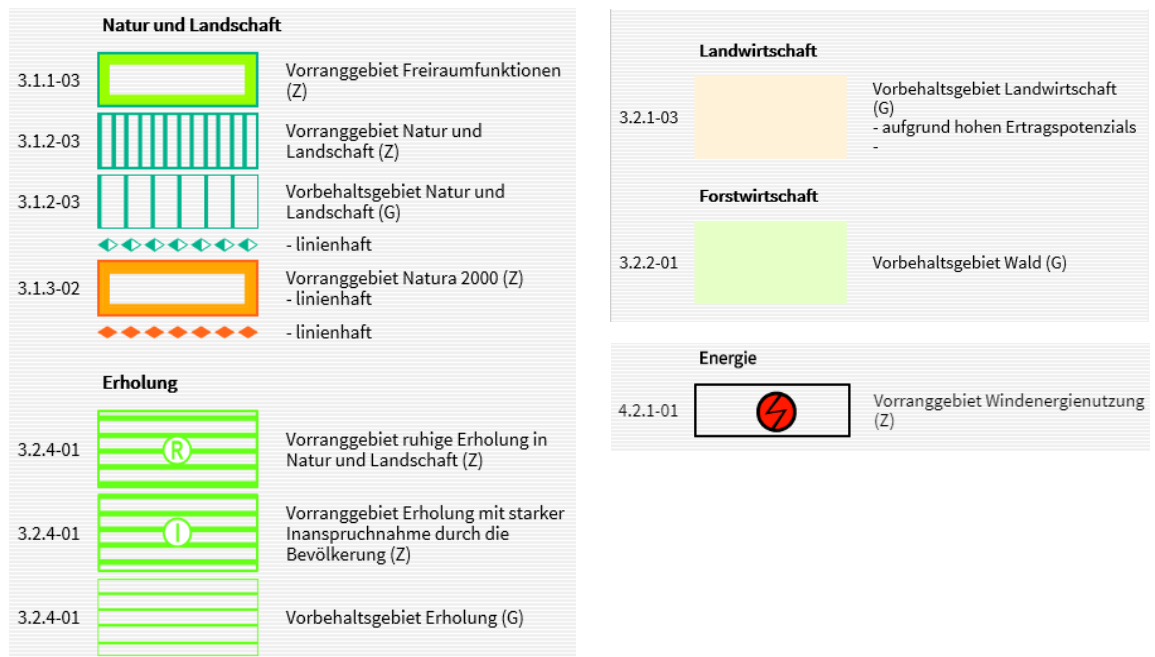 Natur und Landschaft
3.1.1-03
Vorranggebiet Freiraumfunktionen
(Z)
3.1.2-03
Vorranggebiet Natur und
Landschaft (Z)
3.1.2-03
Vorbehaltsgebiet Natur und
Landschaft (G)
- linienhaft
3.1.3-02
Vorranggebiet Natura 2000 (Z)
- linienhaft
- linienhaft
Erholung
3.2.4-01
R
Vorranggebiet ruhige Erholung in
Natur und Landschaft (Z)
3.2.4-01
I
Vorranggebiet Erholung mit starker
Inanspruchnahme durch die
Bevölkerung (Z)
3.2.4-01
Vorbehaltsgebiet Erholung (G)
Landwirtschaft
3.2.1-03
Vorbehaltsgebiet Landwirtschaft
(G)
- aufgrund hohen Ertragspotenzials
-
Forstwirtschaft
3.2.2-01
Vorbehaltsgebiet Wald (G)
Energie
4.2.1-01
Vorranggebiet Windenergienutzung
(Z)